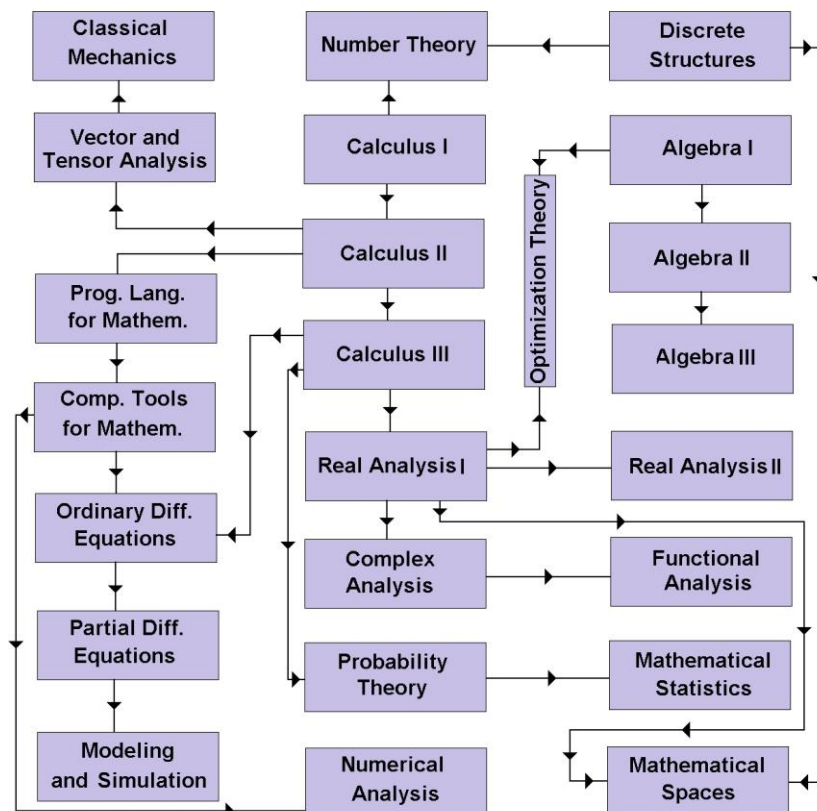 Classical
Mechanics
Number Theory
Discrete
Structures
Vector and
Tensor Analysis
Calculus I
Algebra I
Optimization Theory
Calculus II
Algebra II
Prog. Lang.
for Mathem.
Calculus III
Algebra III
Comp. Tools
for Mathem.
Real Analysis I
Real Analysis II
Ordinary Diff.
Equations
Complex
Analysis
Functional
Analysis
Partial Diff.
Equations
Probability
Theory
Mathematical
Statistics
Modeling
and Simulation
Numerical
Analysis
Mathematical
Spaces